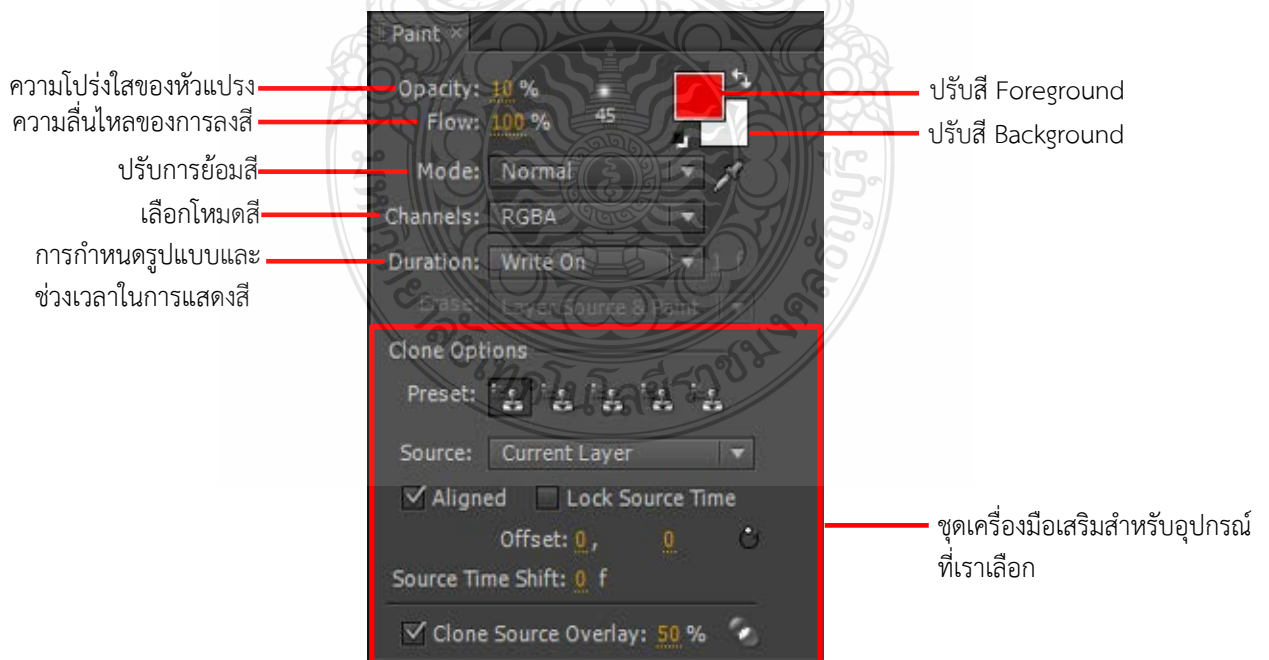 Paint ×
ความโปร่งใสของหัวแปรง
Opacity: 10 %
ปรับสี Foreground
ความลื่นไหลของการลงสี
Flow: 100 %
45
ปรับสี Background
ปรับการย้อมสี
Mode: Normal
เลือกโหมดสี
Channels: RGBA
การกำหนดรูปแบบและ
ช่วงเวลาในการแสดงสี
Duration: Write On 1 f
Erase: Layer Source & Paint
Clone Options
Preset:
Source: Current Layer
Aligned Lock Source Time
Offset: 0 , 0
ชุดเครื่องมือเสริมสำหรับอุปกรณ์
ที่เราเลือก
Source Time Shift: 0 f
Clone Source Overlay: 50 %